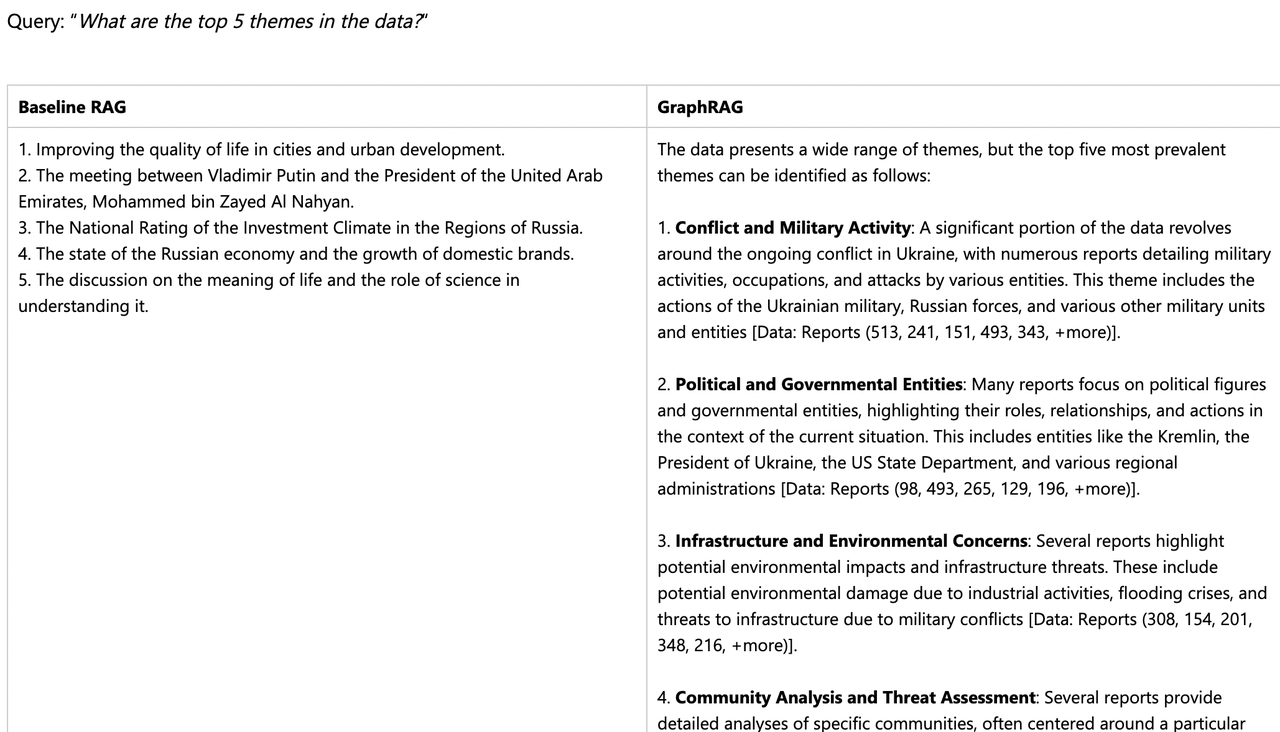 Query: "What are the top 5 themes in the data?"
Baseline RAG
1. Improving the quality of life in cities and urban development.
2. The meeting between Vladimir Putin and the President of the United Arab
Emirates, Mohammed bin Zayed Al Nahyan.
3. The National Rating of the Investment Climate in the Regions of Russia.
4. The state of the Russian economy and the growth of domestic brands.
5. The discussion on the meaning of life and the role of science in
understanding it.
GraphRAG
The data presents a wide range of themes, but the top five most prevalent
themes can be identified as follows:
1. Conflict and Military Activity: A significant portion of the data revolves
around the ongoing conflict in Ukraine, with numerous reports detailing military
activities, occupations, and attacks by various entities. This theme includes the
actions of the Ukrainian military, Russian forces, and various other military units
and entities [Data: Reports (513, 241, 151, 493, 343, +more)].
2. Political and Governmental Entities: Many reports focus on political figures
and governmental entities, highlighting their roles, relationships, and actions in
the context of the current situation. This includes entities like the Kremlin, the
President of Ukraine, the US State Department, and various regional
administrations [Data: Reports (98, 493, 265, 129, 196, +more)].
3. Infrastructure and Environmental Concerns: Several reports highlight
potential environmental impacts and infrastructure threats. These include
potential environmental damage due to industrial activities, flooding crises, and
threats to infrastructure due to military conflicts [Data: Reports (308, 154, 201,
348, 216, +more)].
4. Community Analysis and Threat Assessment: Several reports provide
detailed analyses of specific communities, often centered around a particular